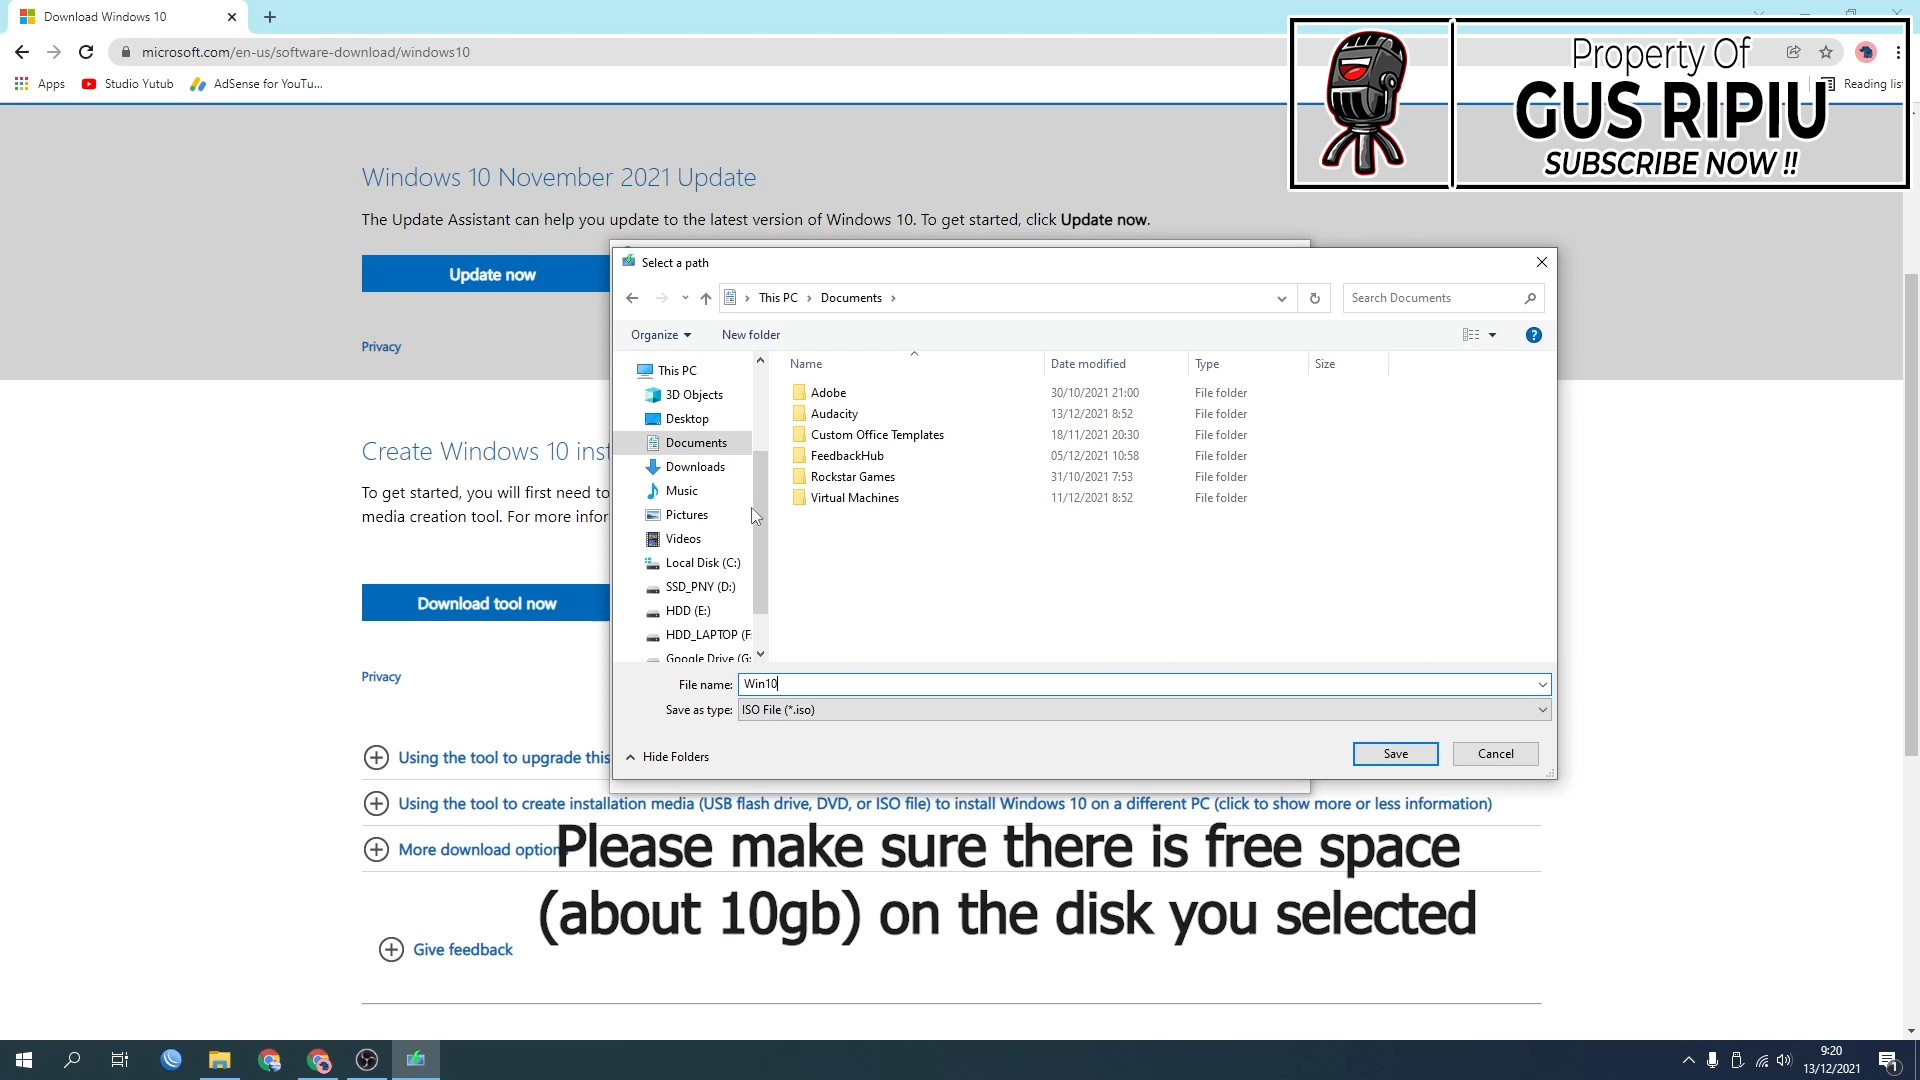 Download Windows 10
microsoft.com/en-us/software-download/windows10
Apps
Studio Yutub
AdSense for YouTu...
Reading list
Property Of
GUS RIPIU
SUBSCRIBE NOW !!
Windows 10 November 2021 Update
The Update Assistant can help you update to the latest version of Windows 10. To get started, click Update now.
Update now
Privacy
Create Windows 10 inst
To get started, you will first need to
media creation tool. For more infor
Download tool now
Privacy
Select a path
This PC
Documents
Search Documents
Organize
New folder
This PC
3D Objects
Desktop
Documents
Downloads
Music
Pictures
Videos
Local Disk (C:)
SSD_PNY (D:)
HDD (E:)
HDD_LAPTOP (F:
Google Drive (G:
Name Date modified Type Size
Adobe 30/10/2021 21:00 File folder
Audacity 13/12/2021 8:52 File folder
Custom Office Templates 18/11/2021 20:30 File folder
FeedbackHub 05/12/2021 10:58 File folder
Rockstar Games 31/10/2021 7:53 File folder
Virtual Machines 11/12/2021 8:52 File folder
File name: Win10
Save as type: ISO File (*.iso)
Hide Folders
Save
Cancel
Using the tool to upgrade this
Using the tool to create installation media (USB flash drive, DVD, or ISO file) to install Windows 10 on a different PC (click to show more or less information)
More download option
Please make sure there is free space
(about 10gb) on the disk you selected
Give feedback
9:20
13/12/2021
1